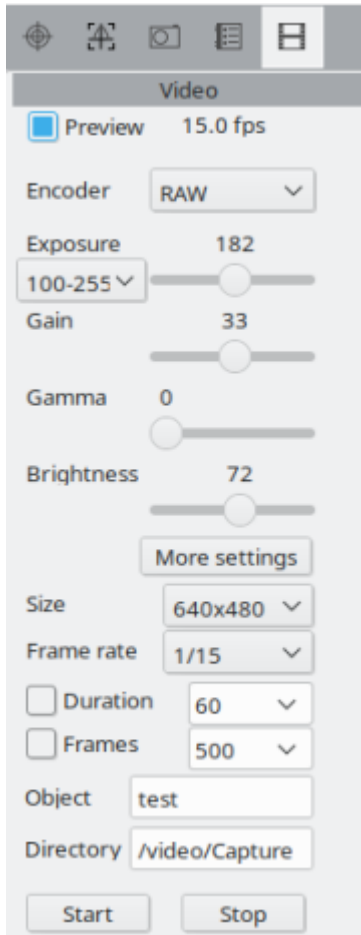 Video
Preview 15.0 fps
Encoder RAW
Exposure 182
100-255
Gain 33
Gamma 0
Brightness 72
More settings
Size 640x480
Frame rate 1/15
Duration 60
Frames 500
Object test
Directory /video/Capture
Start Stop